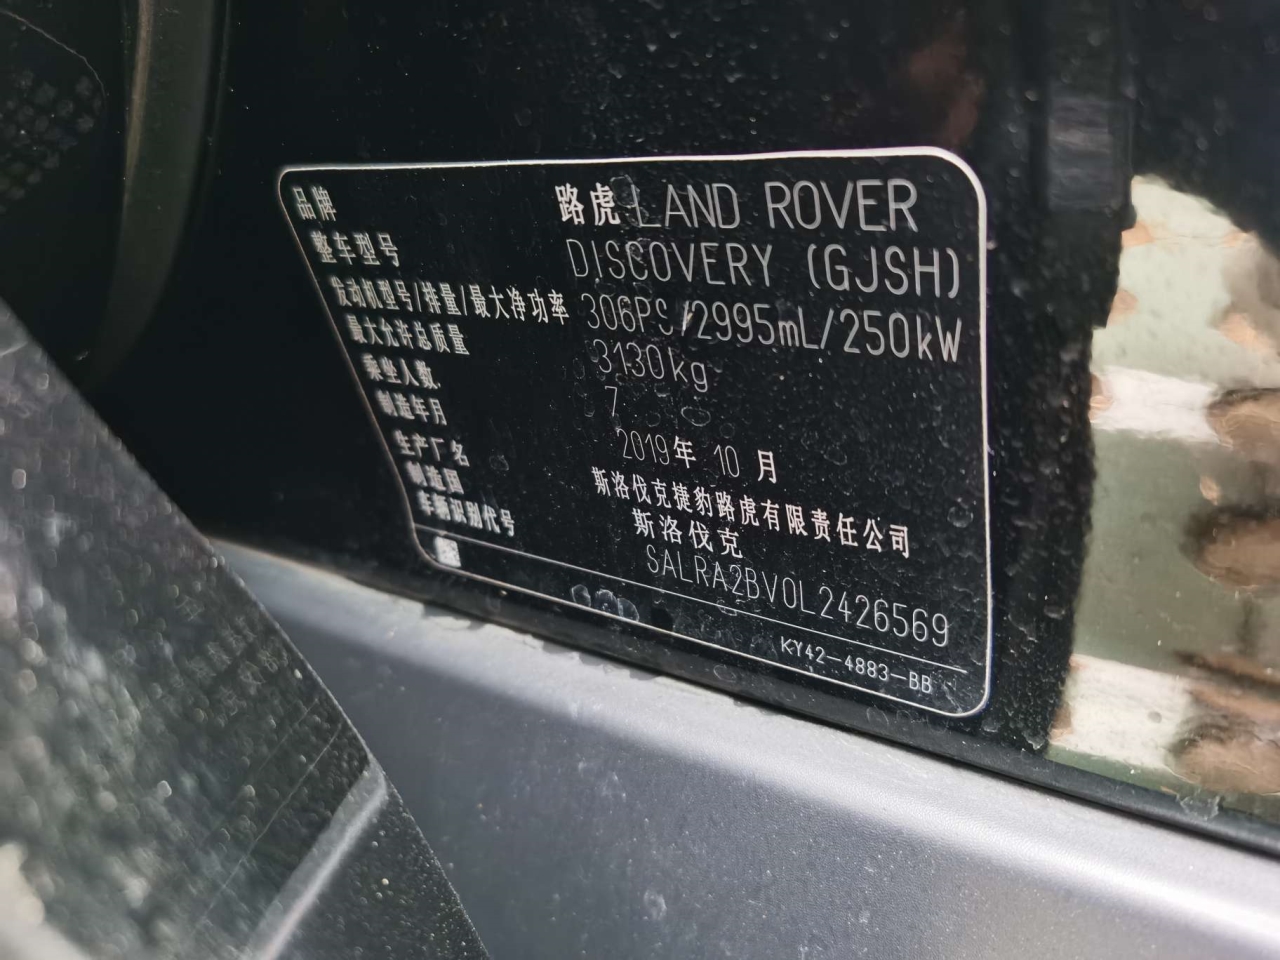 品牌 路虎 LAND ROVER
整车型号 DISCOVERY (GJSH)
发动机型号/排量/最大净功率 306PS/2995mL/250kW
最大允许总质量 3130kg
乘坐人数 7
制造年月 2019年 10 月
生产厂名 斯洛伐克捷豹路虎有限责任公司
制造国 斯洛伐克
车辆识别代号 SALRA2BV0L2426569
KY42-4883-BB